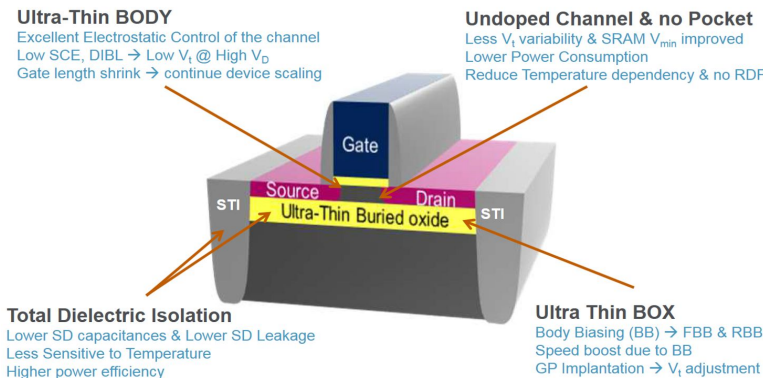 Ultra-Thin BODY
Excellent Electrostatic Control of the channel
Low SCE, DIBL → Low Vt @ High VD
Gate length shrink → continue device scaling
Undoped Channel & no Pocket
Less Vt variability & SRAM Vmin improved
Lower Power Consumption
Reduce Temperature dependency & no RDF
Gate
Source
Drain
STI
Ultra-Thin Buried oxide
STI
Total Dielectric Isolation
Lower SD capacitances & Lower SD Leakage
Less Sensitive to Temperature
Higher power efficiency
Ultra Thin BOX
Body Biasing (BB) → FBB & RBB
Speed boost due to BB
GP Implantation → Vt adjustment